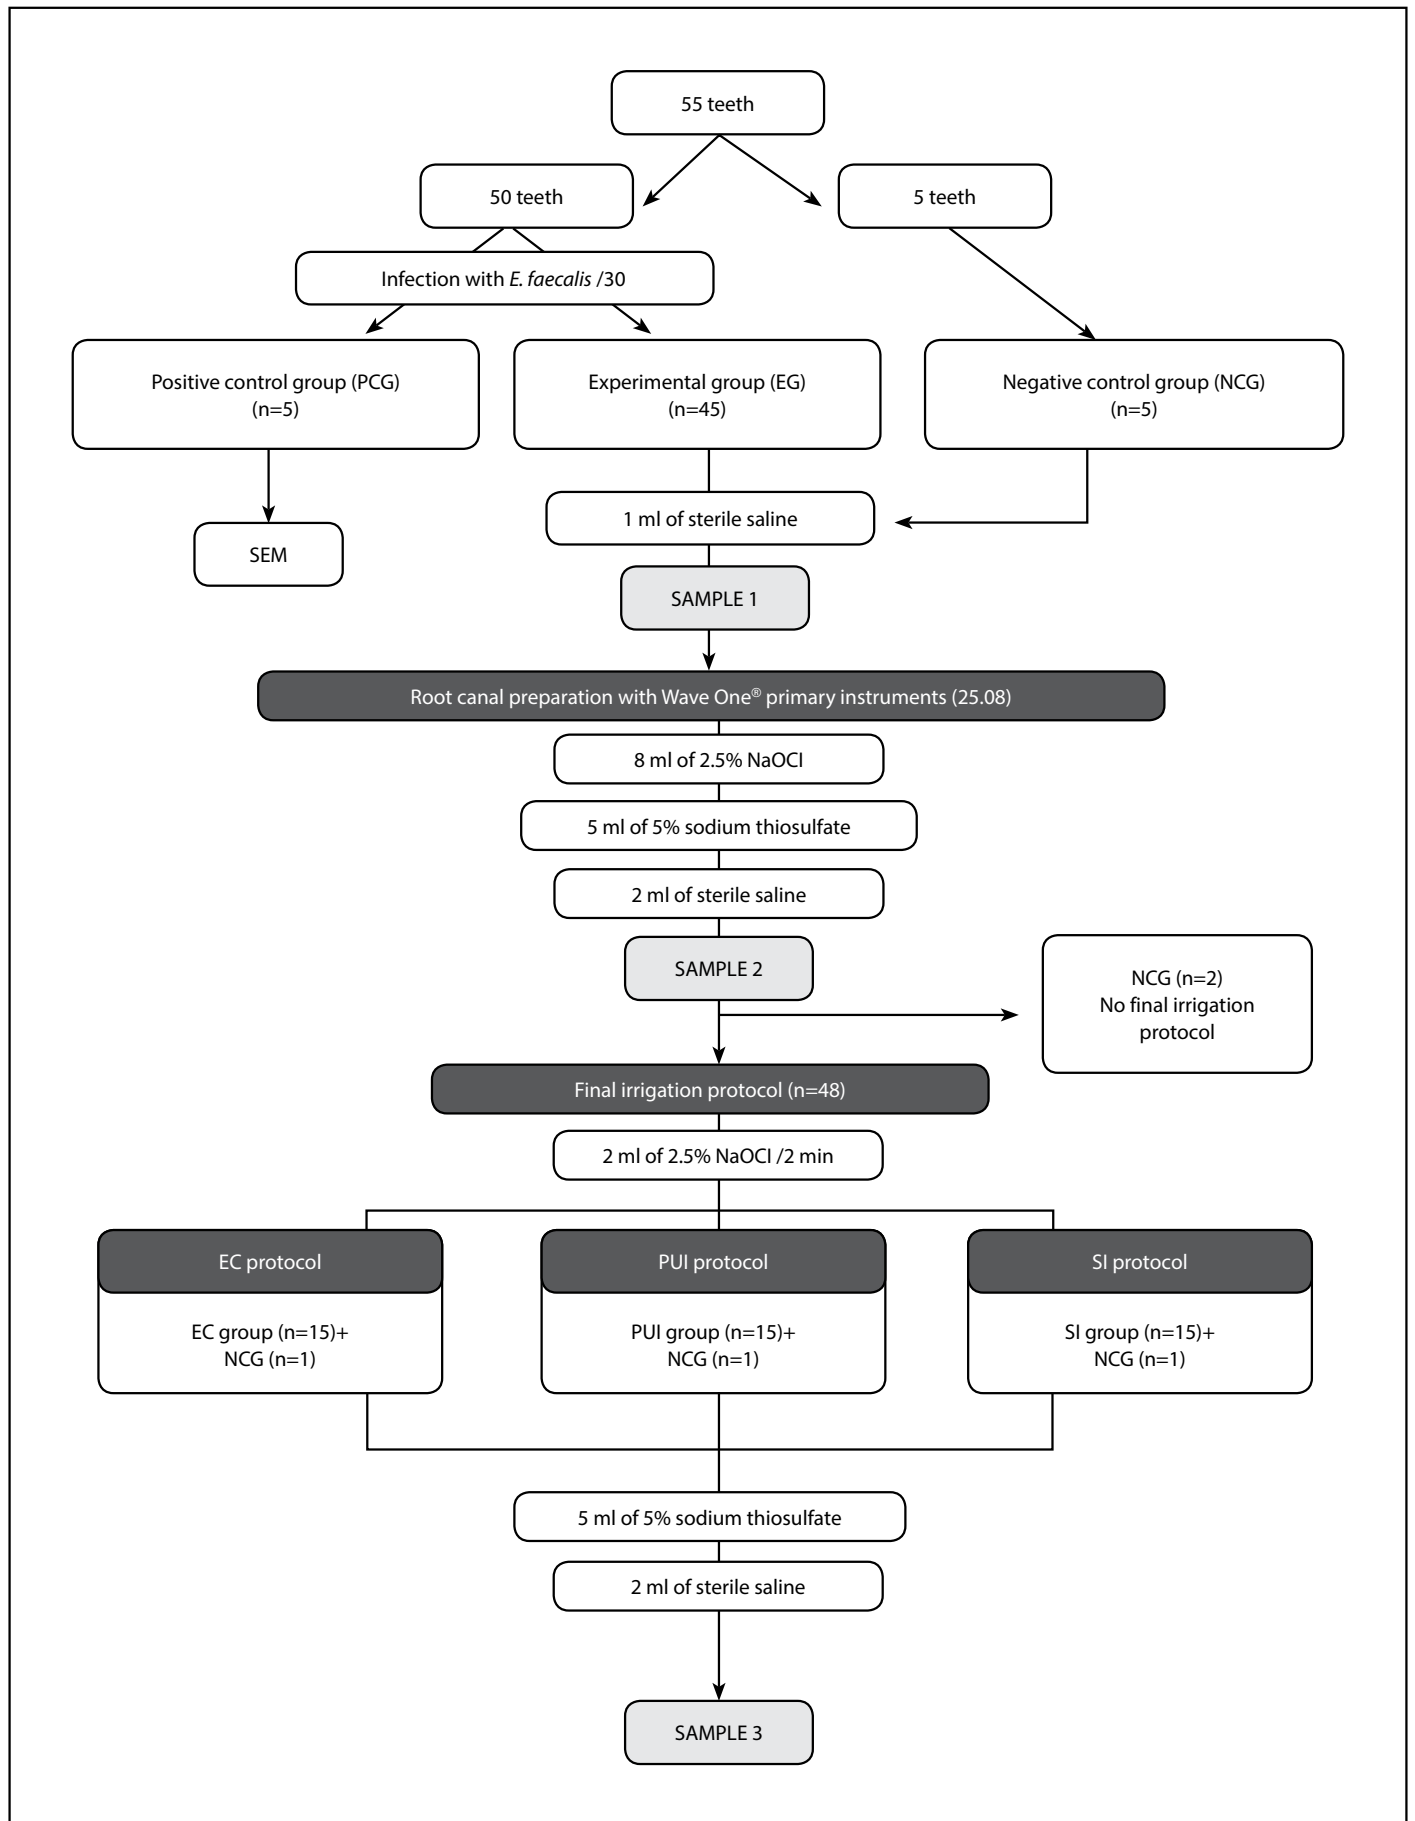 55 teeth
50 teeth
5 teeth
Infection with E. faecalis /30
Positive control group (PCG)
(n=5)
Experimental group (EG)
(n=45)
Negative control group (NCG)
(n=5)
1 ml of sterile saline
SEM
SAMPLE 1
Root canal preparation with Wave One® primary instruments (25.08)
8 ml of 2.5% NaOCI
5 ml of 5% sodium thiosulfate
2 ml of sterile saline
SAMPLE 2
NCG (n=2)
No final irrigation
protocol
Final irrigation protocol (n=48)
2 ml of 2.5% NaOCI /2 min
EC protocol
EC group (n=15)+
NCG (n=1)
PUI protocol
PUI group (n=15)+
NCG (n=1)
SI protocol
SI group (n=15)+
NCG (n=1)
5 ml of 5% sodium thiosulfate
2 ml of sterile saline
SAMPLE 3